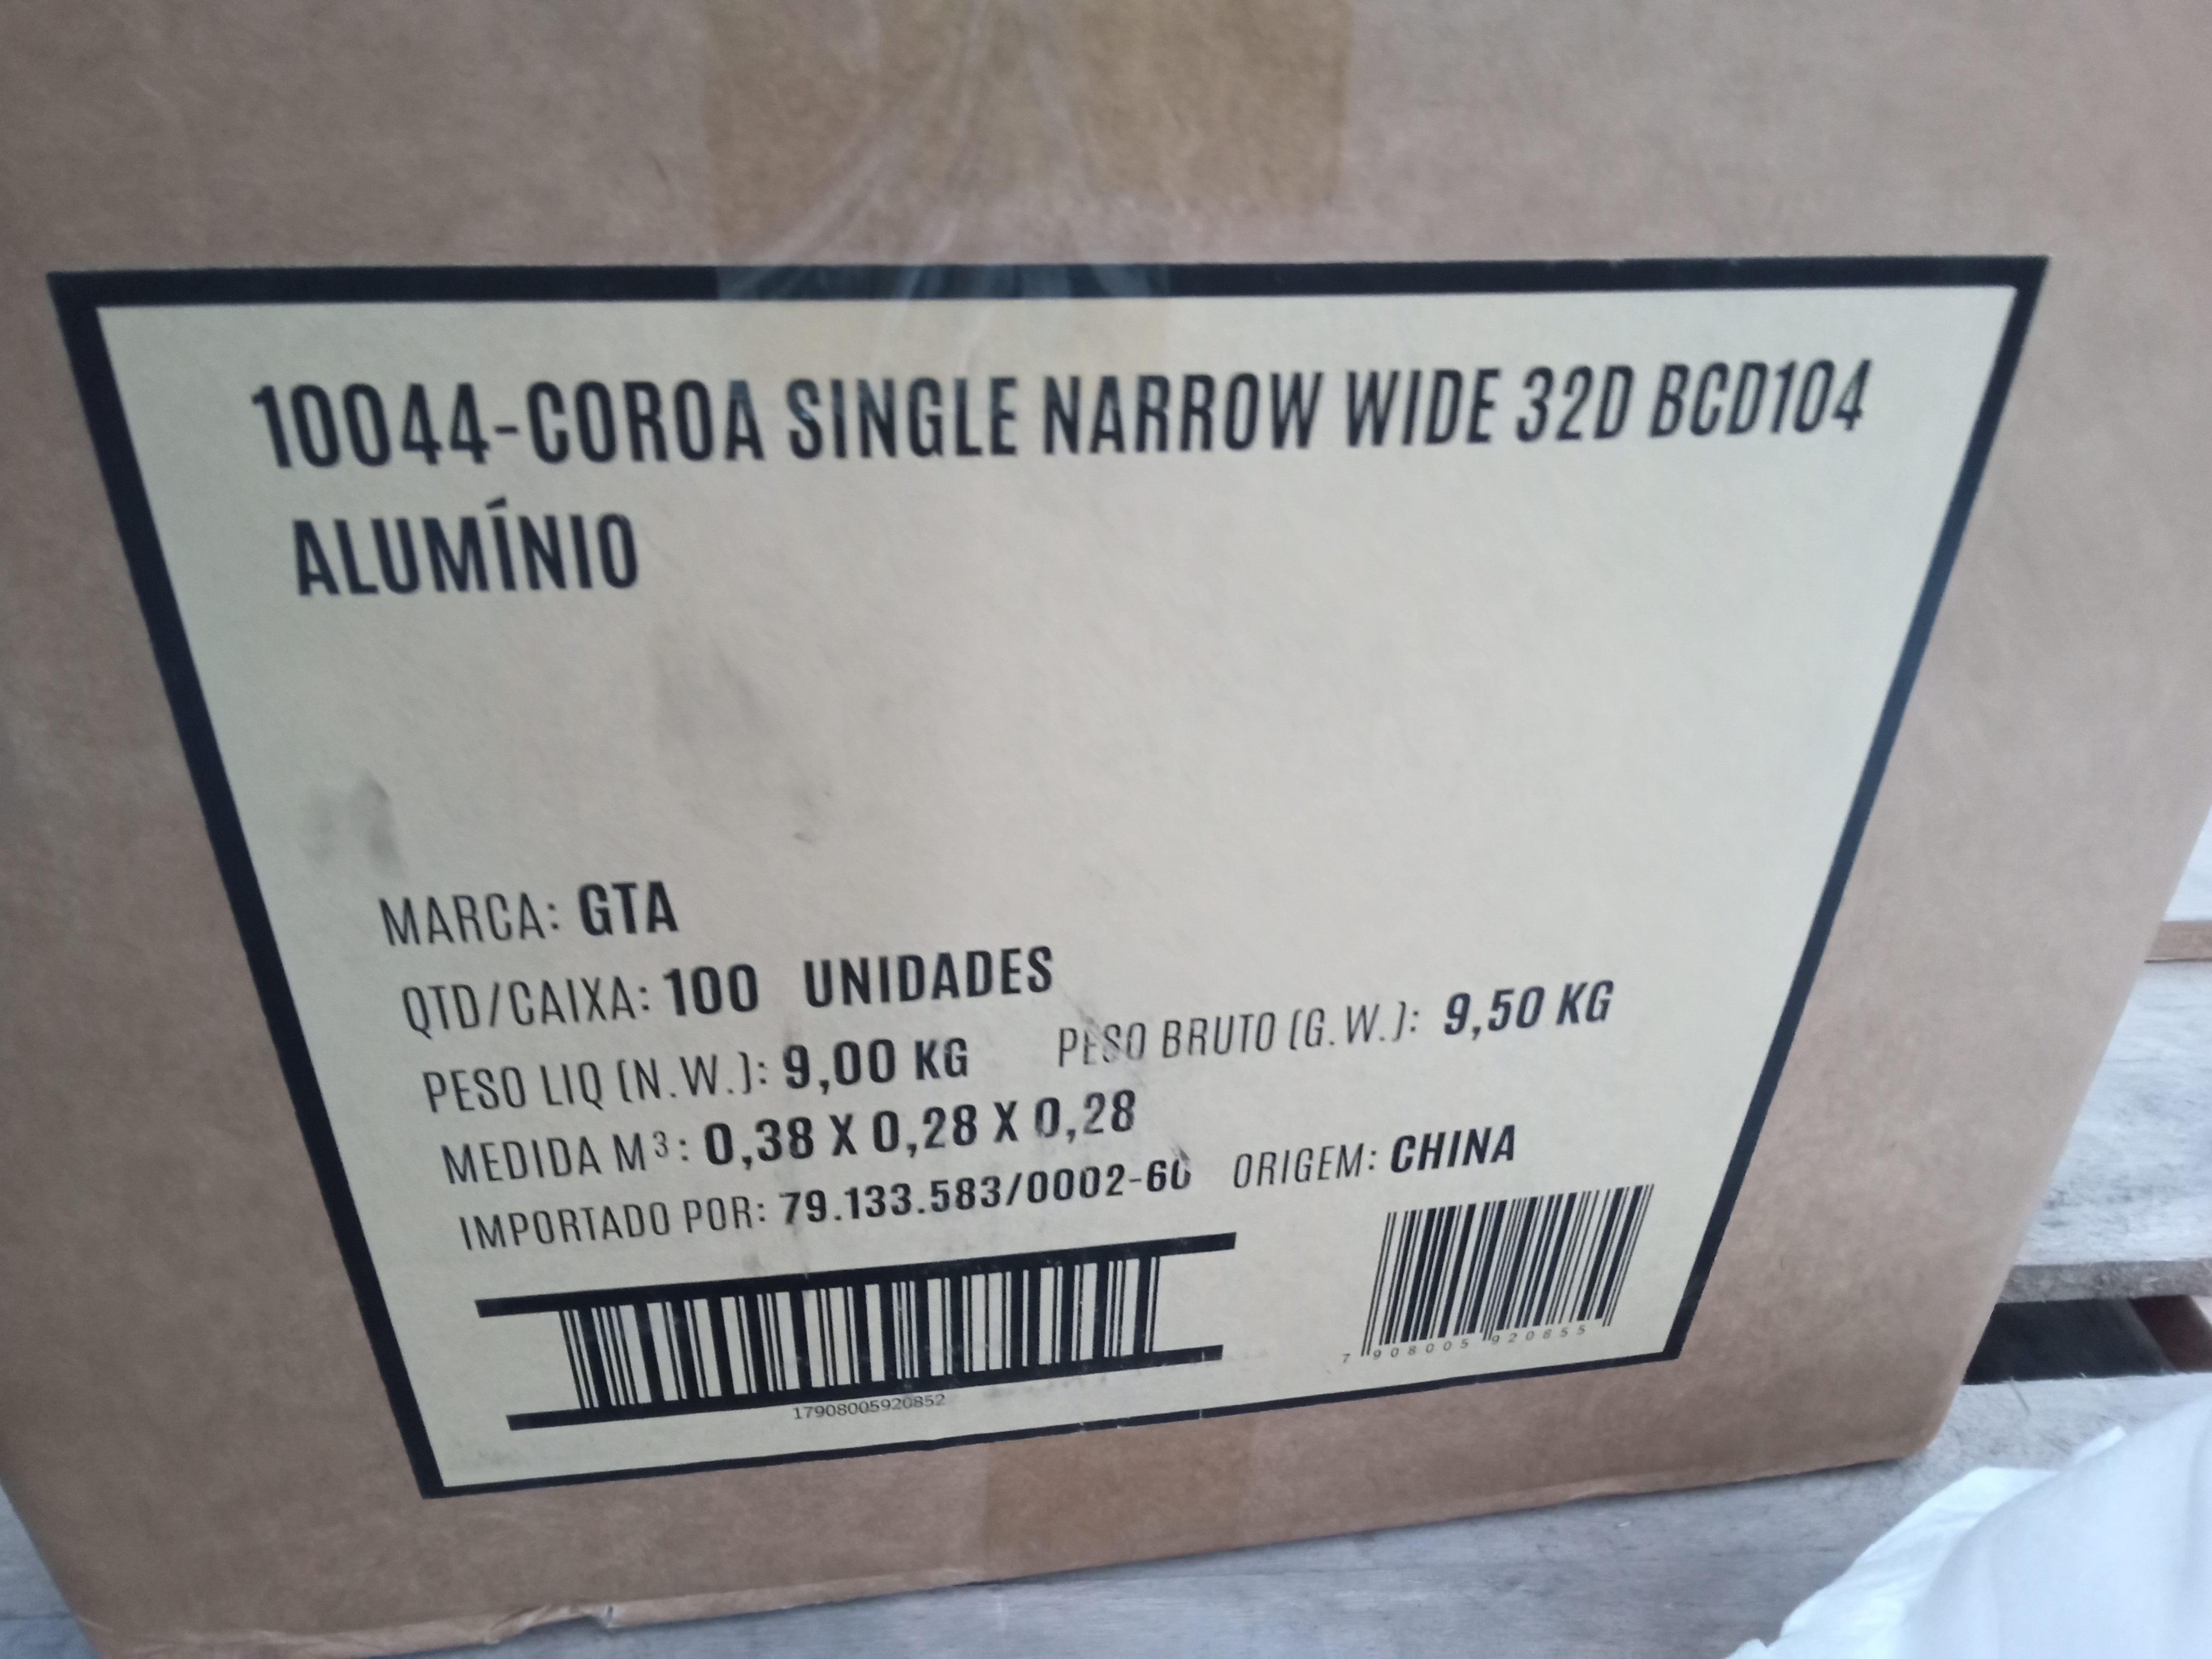 10044-COROA SINGLE NARROW WIDE 32D BCD104
ALUMÍNIO
MARCA: GTA
QTD/CAIXA: 100 UNIDADES
PESO LIQ (N.W.): 9,00 KG PESO BRUTO (G.W.): 9,50 KG
MEDIDA M³: 0,38 X 0,28 X 0,28
IMPORTADO POR: 79.133.583/0002-60 ORIGEM: CHINA
17908005920852
7 908005 920855